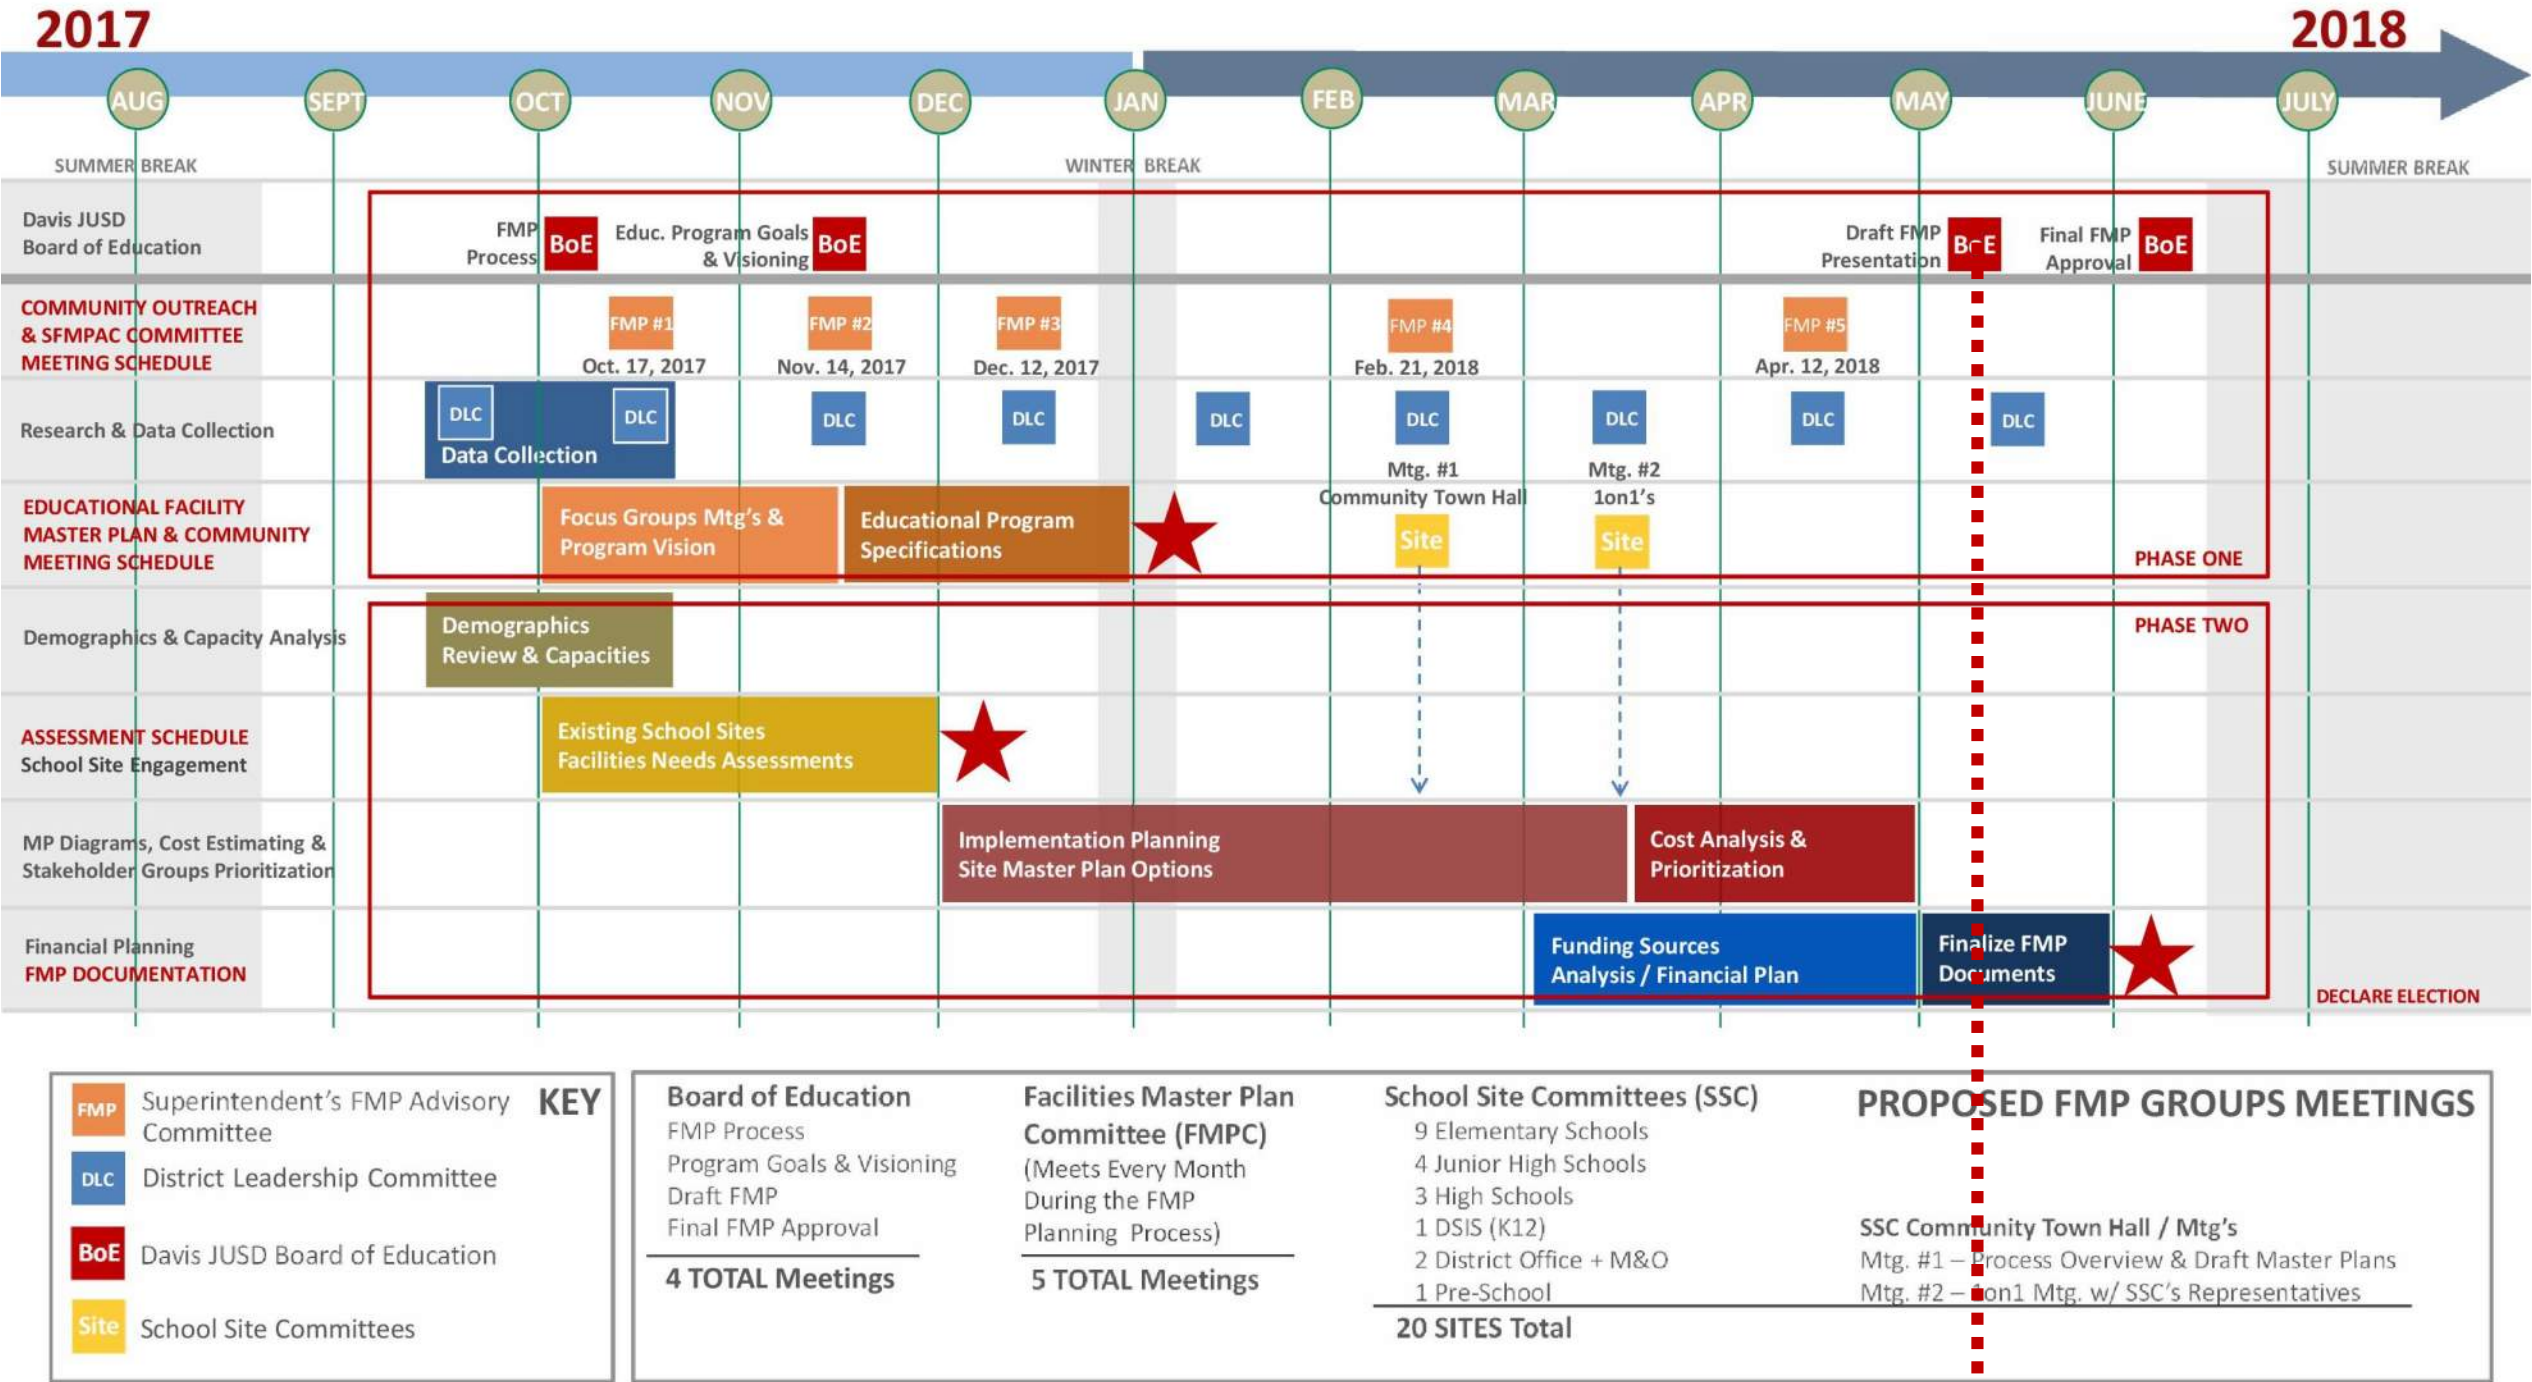 2017
2018
AUG SEPT OCT NOV DEC JAN FEB MAR APR MAY JUNE JULY
SUMMER BREAK
WINTER BREAK
SUMMER BREAK
Davis JUSD
Board of Education
FMP
Process
BoE
Educ. Program Goals
& Visioning
BoE
Draft FMP
Presentation
BoE
Final FMP
Approval
BoE
COMMUNITY OUTREACH
& SFMPAC COMMITTEE
MEETING SCHEDULE
FMP #1
Oct. 17, 2017
FMP #2
Nov. 14, 2017
FMP #3
Dec. 12, 2017
FMP #4
Feb. 21, 2018
FMP #5
Apr. 12, 2018
Research & Data Collection
DLC DLC DLC DLC DLC DLC DLC DLC DLC
Data Collection
Mtg. #1
Community Town Hall
Site
Mtg. #2
1on1's
Site
EDUCATIONAL FACILITY
MASTER PLAN & COMMUNITY
MEETING SCHEDULE
Focus Groups Mtg's &
Program Vision
Educational Program
Specifications
PHASE ONE
PHASE TWO
Demographics & Capacity Analysis
Demographics
Review & Capacities
ASSESSMENT SCHEDULE
School Site Engagement
Existing School Sites
Facilities Needs Assessments
MP Diagrams, Cost Estimating &
Stakeholder Groups Prioritization
Implementation Planning
Site Master Plan Options
Cost Analysis &
Prioritization
Financial Planning
FMP DOCUMENTATION
Funding Sources
Analysis / Financial Plan
Finalize FMP
Documents
DECLARE ELECTION
KEY
FMP Superintendent's FMP Advisory
Committee
DLC District Leadership Committee
BoE Davis JUSD Board of Education
Site School Site Committees
Board of Education
FMP Process
Program Goals & Visioning
Draft FMP
Final FMP Approval
4 TOTAL Meetings
Facilities Master Plan
Committee (FMPC)
(Meets Every Month
During the FMP
Planning Process)
5 TOTAL Meetings
School Site Committees (SSC)
9 Elementary Schools
4 Junior High Schools
3 High Schools
1 DSIS (K12)
2 District Office + M&O
1 Pre-School
20 SITES Total
PROPOSED FMP GROUPS MEETINGS
SSC Community Town Hall / Mtg's
Mtg. #1 – Process Overview & Draft Master Plans
Mtg. #2 – 1on1 Mtg. w/ SSC's Representatives